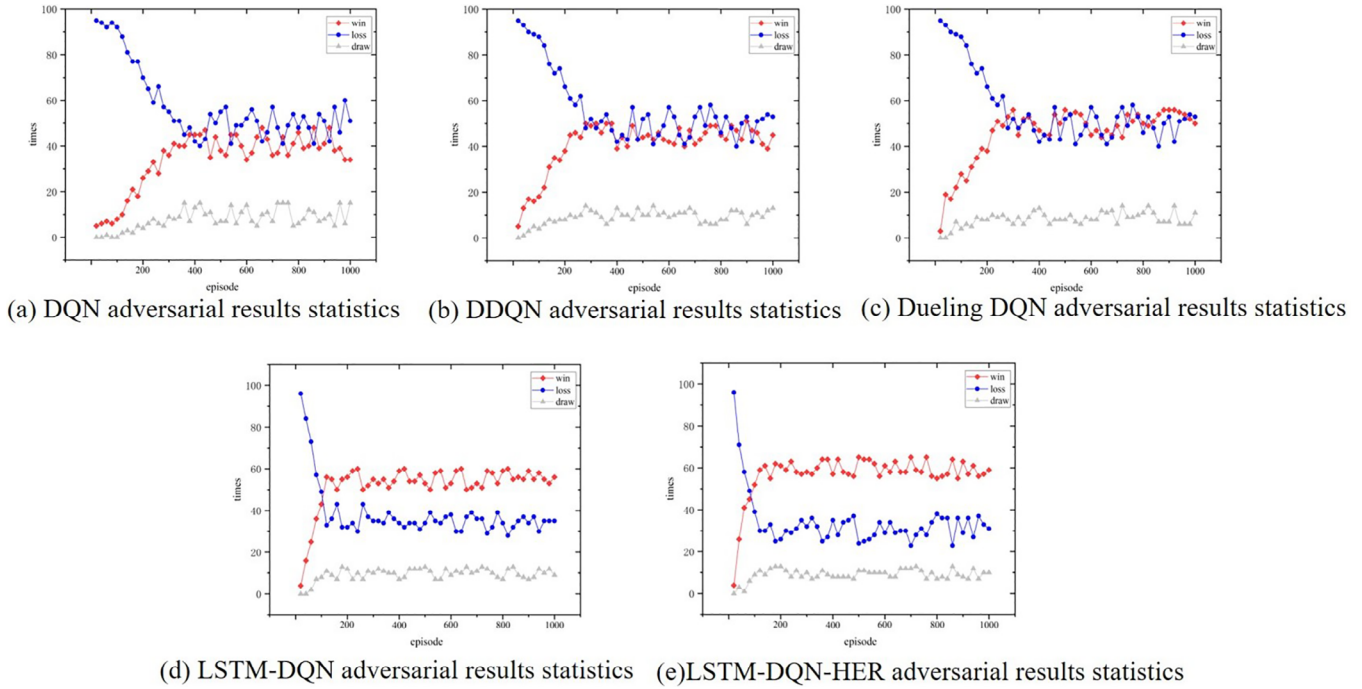 100
80
60
40
20
0
times
200
400
600
800
1000
episode
win
loss
draw
(a) DQN adversarial results statistics
100
80
60
40
20
0
times
200
400
600
800
1000
episode
win
loss
draw
(b) DDQN adversarial results statistics
100
80
60
40
20
0
times
200
400
600
800
1000
episode
win
loss
draw
(c) Dueling DQN adversarial results statistics
100
80
60
40
20
0
times
200
400
600
800
1000
episode
win
loss
draw
(d) LSTM-DQN adversarial results statistics
100
80
60
40
20
0
times
200
400
600
800
1000
episode
win
loss
draw
(e)LSTM-DQN-HER adversarial results statistics